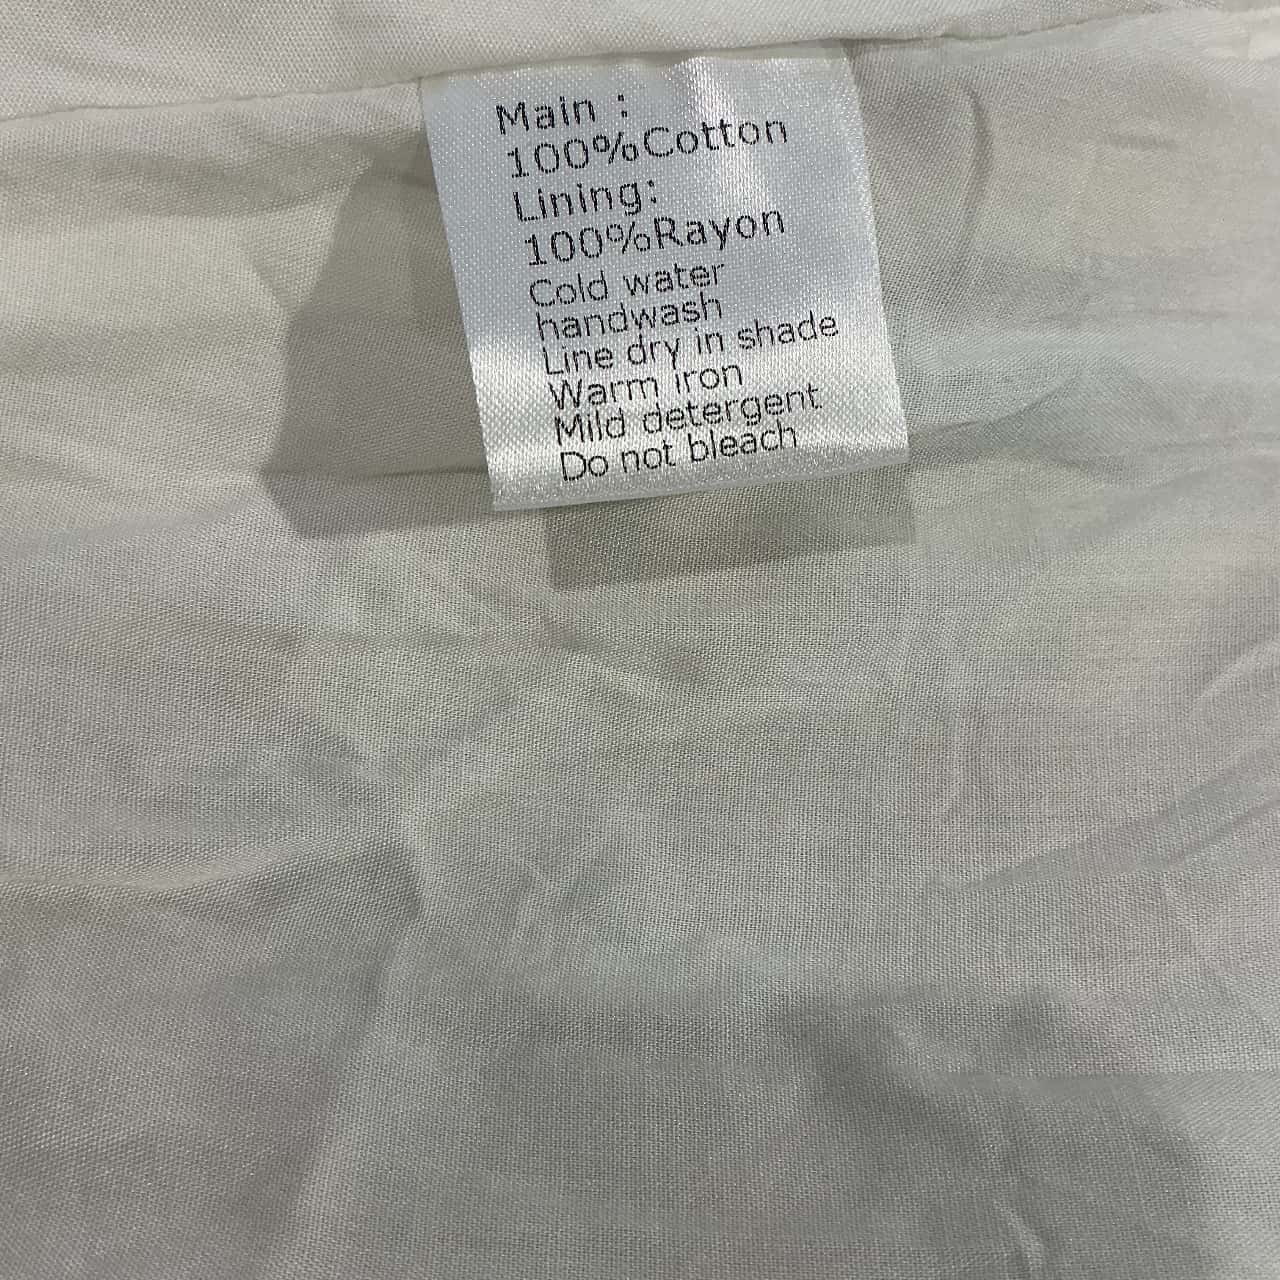 Main :
100%Cotton
Lining:
100%Rayon
Cold water
handwash
Line dry in shade
Warm iron
Mild detergent
Do not bleach